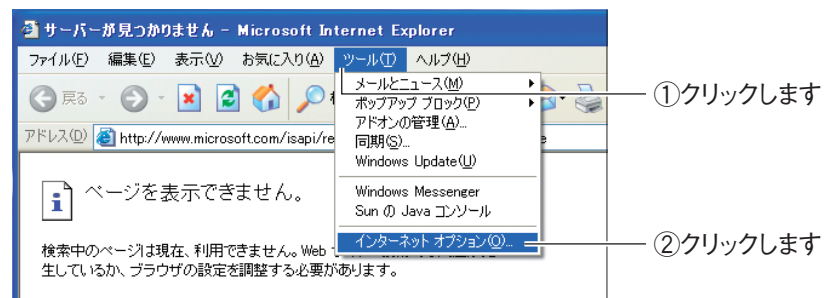 サーバーが見つかりません - Microsoft Internet Explorer
ファイル(F) 編集(E) 表示(V) お気に入り(A) ツール(T) ヘルプ(H)
メールとニュース(M)
ポップアップ ブロック(P)
アドオンの管理(A)...
同期(S)...
Windows Update(U)
Windows Messenger
Sun の Java コンソール
インターネット オプション(O)...
①クリックします
②クリックします
戻る
アドレス(D) http://www.microsoft.com/isapi/re
ページを表示できません。
検索中のページは現在、利用できません。Web
生しているか、ブラウザの設定を調整する必要があります。